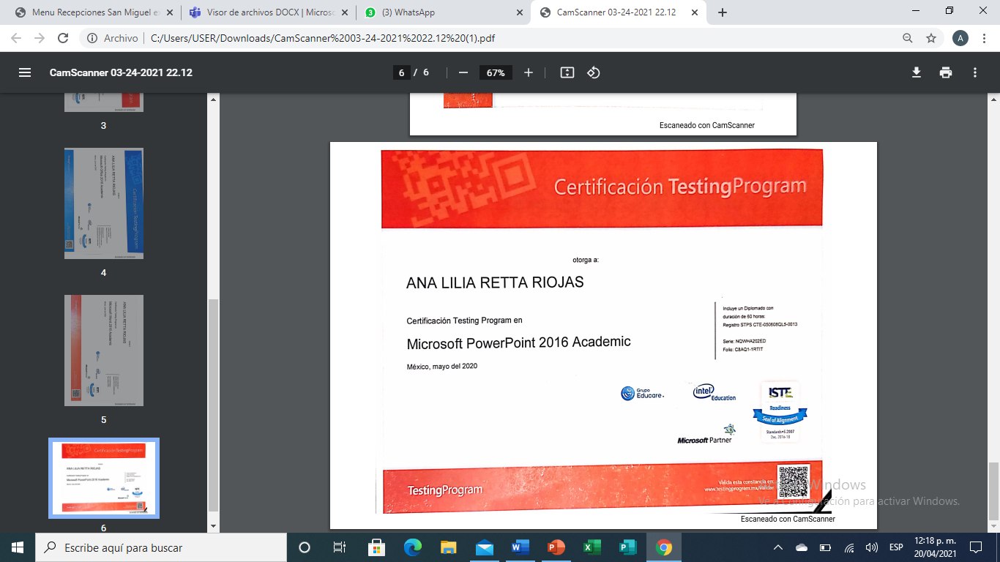 Menu Recepciones San Miguel e
Visor de archivos DOCX | Microso
(3) WhatsApp
CamScanner 03-24-2021 22.12
Archivo
C:/Users/USER/Downloads/CamScanner%2003-24-2021%2022.12%20(1).pdf
A
CamScanner 03-24-2021 22.12
6 / 6
67%
3
4
5
6
Escaneado con CamScanner
Certificación TestingProgram
otorga a:
ANA LILIA RETTA RIOJAS
Certificación Testing Program en
Microsoft PowerPoint 2016 Academic
México, mayo del 2020
Incluye un Diplomado con
duración de 60 horas:
Registro STPS CTE-050608QL5-0013
Serie: NQWHA202ED
Folio: C8AQ1-1RTIT
Grupo
Educare
intel
Education
ISTE
Readiness
Seal of Alignment
Standards•S 2007
Dec. 2016-18
Microsoft Partner
TestingProgram
Valida esta constancia en:
www.testingprogram.mx/validar
Windows
Ve a Configuración para activar Windows.
Escaneado con CamScanner
Escribe aquí para buscar
ESP
12:18 p. m.
20/04/2021